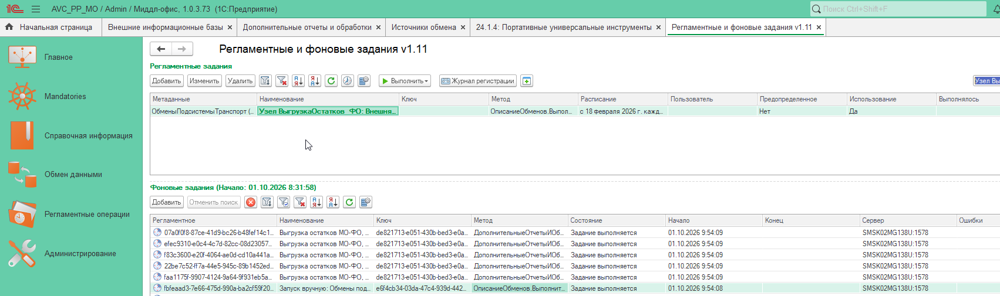 1С AVC_PP_MO / Admin / Миддл-офис, 1.0.3.73 (1С:Предприятие) Поиск Ctrl+Shift+F
Начальная страница Внешние информационные базы × Дополнительные отчеты и обработки × Источники обмена × 24.1.4: Портативные универсальные инструменты × Регламентные и фоновые задания v1.11 ×
Главное
Mandatories
Справочная информация
Обмен данными
Регламентные операции
Администрирование
Регламентные и фоновые задания v1.11
Регламентные задания
Добавить Изменить Удалить Выполнить Журнал регистрации Узел Вы
Метаданные Наименование Ключ Метод Расписание Пользователь Предопределенное Использование Выполнялось
ОбменыПодсистемыТранспорт (... Узел ВыгрузкаОстатков_ФО: Внешня... ОписаниеОбменов.Выпол... с 18 февраля 2026 г. кажд... Нет Да
Фоновые задания (Начало: 01.10.2026 8:31:58)
Добавить Отменить поиск
Регламентное Наименование Ключ Метод Состояние Начало Конец Сервер Ошибки
07a0f0f8-87ce-41d9-bc26-b48fef14c1... Выгрузка остатков МО-ФО, ... de821713-e051-430b-bed3-e0a... ДополнительныеОтчетыИОб... Задание выполняется 01.10.2026 9:54:09 SMSK02MG138U:1578
efec9310-e0c4-4c7d-82cc-08d23057... Выгрузка остатков МО-ФО, ... de821713-e051-430b-bed3-e0a... ДополнительныеОтчетыИОб... Задание выполняется 01.10.2026 9:54:09 SMSK02MG138U:1578
f83c3600-e20f-4064-ae0d-cd10a441a... Выгрузка остатков МО-ФО, ... de821713-e051-430b-bed3-e0a... ДополнительныеОтчетыИОб... Задание выполняется 01.10.2026 9:54:09 SMSK02MG138U:1578
22be7c52-ff7a-44e5-945c-89b1452ed... Выгрузка остатков МО-ФО, ... de821713-e051-430b-bed3-e0a... ДополнительныеОтчетыИОб... Задание выполняется 01.10.2026 9:54:09 SMSK02MG138U:1578
faa1175f-9907-4124-9a64-9f931eb5a... Выгрузка остатков МО-ФО, ... de821713-e051-430b-bed3-e0a... ДополнительныеОтчетыИОб... Задание выполняется 01.10.2026 9:54:09 SMSK02MG138U:1578
fbfeaad3-7e66-475d-990a-ba2cf59f20... Запуск вручную: Обмены под... e6f4cb34-03da-47c4-939d-442... ОписаниеОбменов.Выполнит... Задание выполняется 01.10.2026 9:54:08 SMSK02MG138U:1578